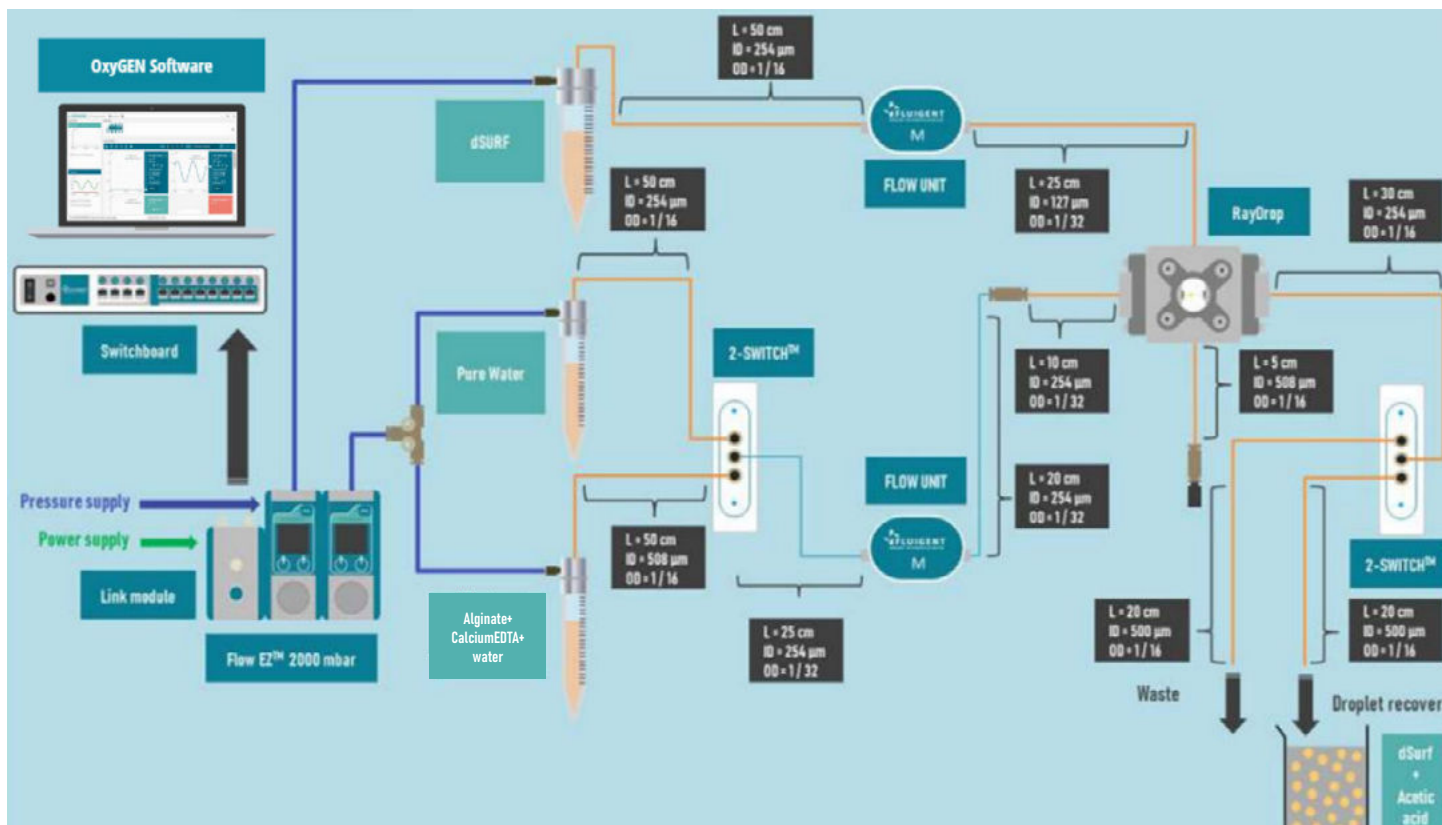 OxyGEN Software
Switchboard
Pressure supply
Power supply
Link module
Flow EZ™ 2000 mbar
dSURF
Pure Water
Alginate+
CalciumEDTA+
water
L = 50 cm
ID = 254 µm
OD = 1/16
L = 50 cm
ID = 254 µm
OD = 1/16
2-SWITCH™
L = 50 cm
ID = 508 µm
OD = 1/16
L = 25 cm
ID = 254 µm
OD = 1/32
FLUIGENT
M
FLOW UNIT
L = 25 cm
ID = 127 µm
OD = 1/32
FLOW UNIT
FLUIGENT
M
L = 10 cm
ID = 254 µm
OD = 1/32
L = 20 cm
ID = 254 µm
OD = 1/32
RayDrop
L = 30 cm
ID = 254 µm
OD = 1/16
L = 5 cm
ID = 508 µm
OD = 1/16
2-SWITCH™
L = 20 cm
ID = 500 µm
OD = 1/16
L = 20 cm
ID = 500 µm
OD = 1/16
Waste
Droplet recover
dSurf
+
Acetic
acid